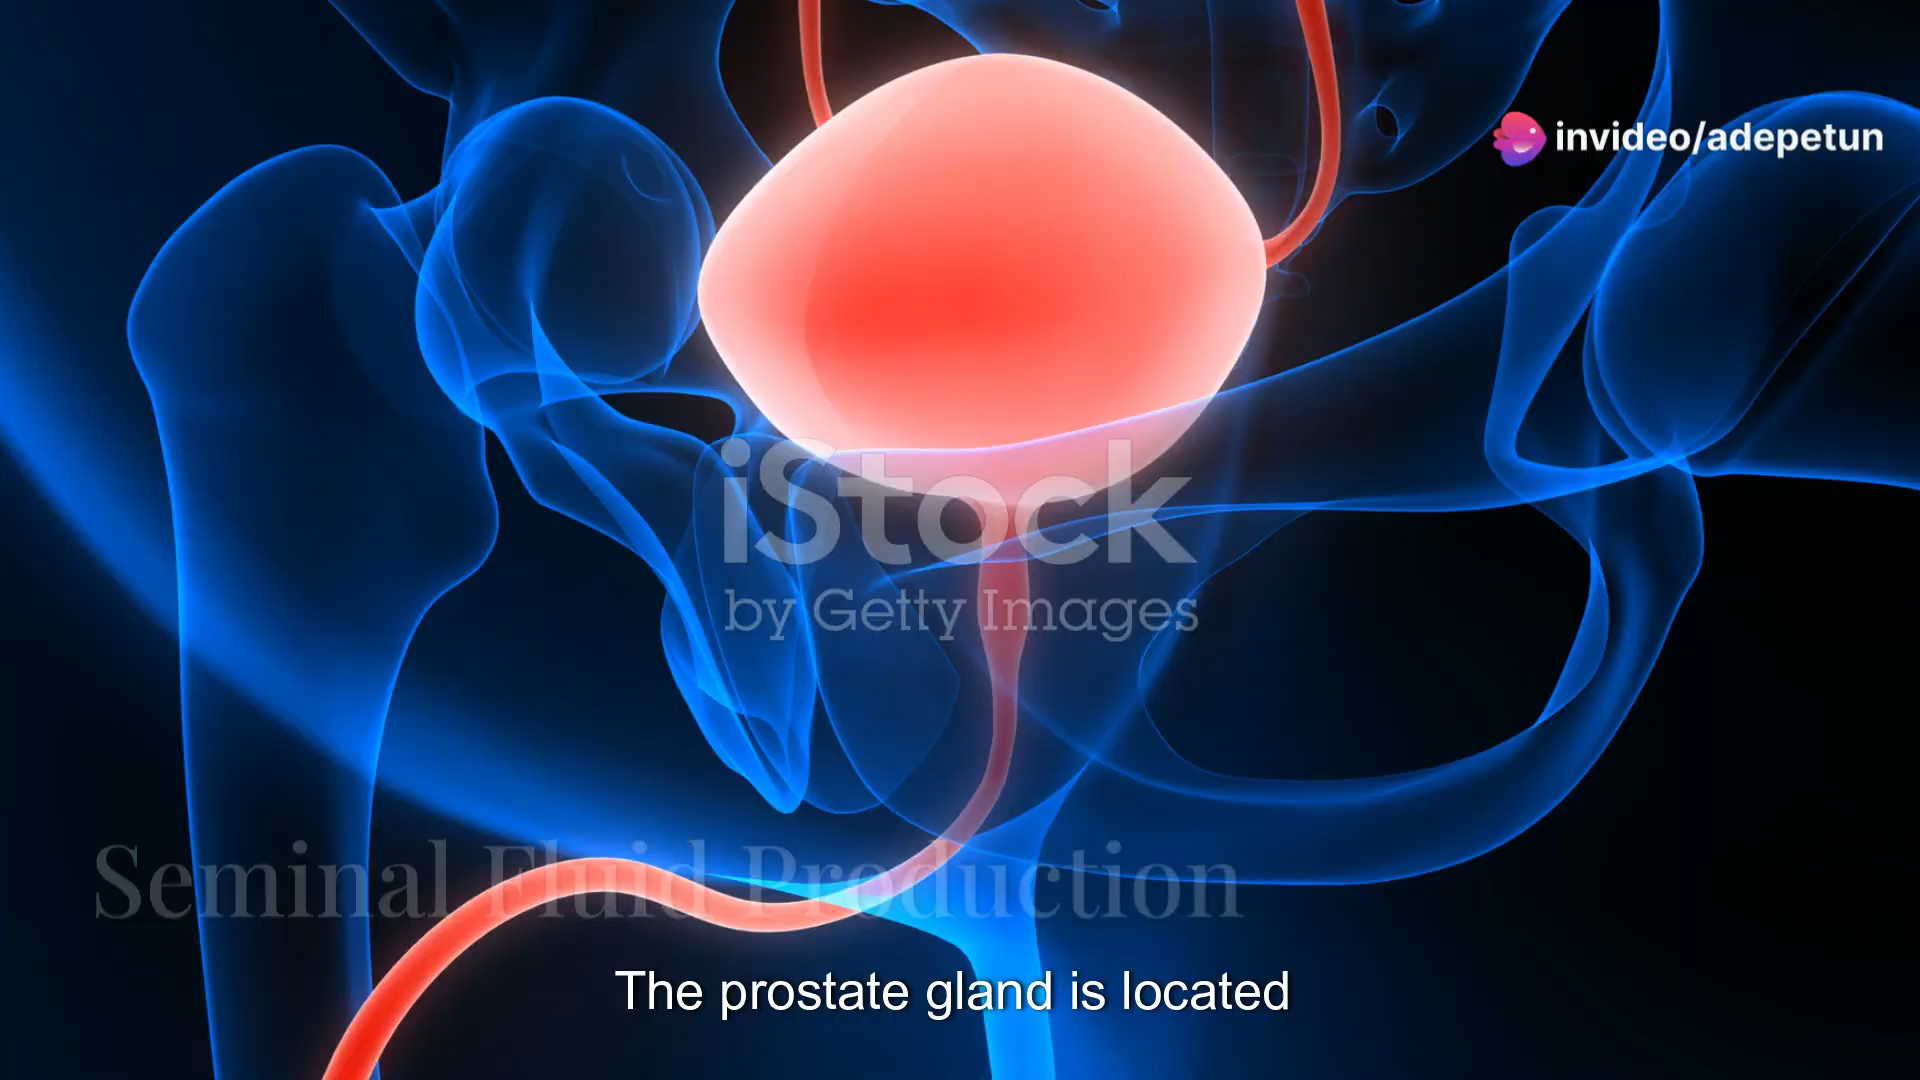 invideo/adepetun
iStock
by Getty Images
Seminal Fluid Production
The prostate gland is located